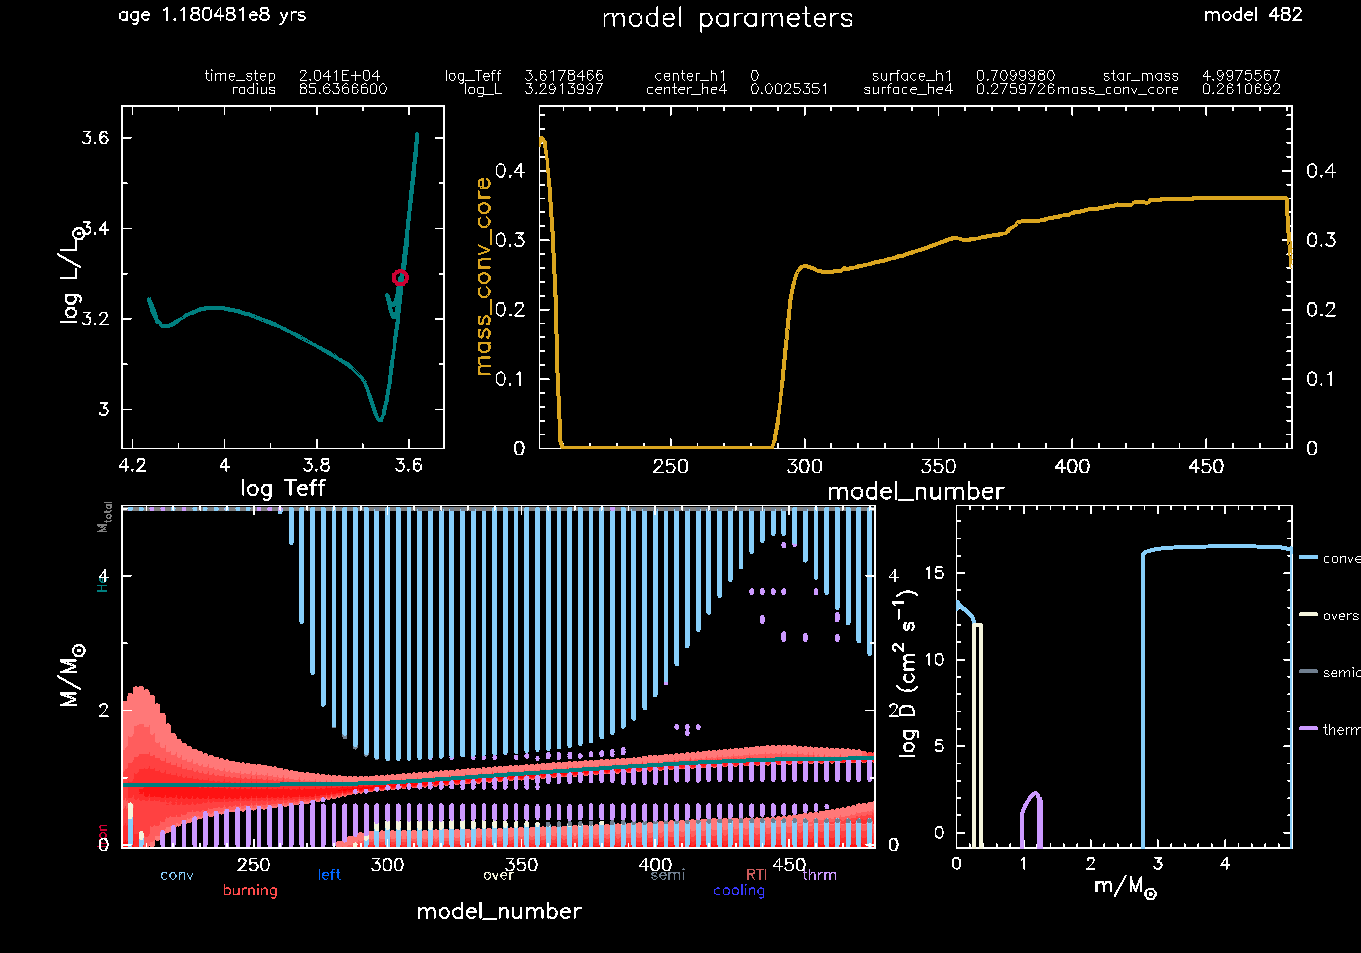 age 1.180481e8 yrs
model parameters
model 482
time_step 2.041E+04 log_Teff 3.6178466 center_h1 0 surface_h1 0.7099980 star_mass 4.9975567
radius 85.6366600 log_L 3.2913997 center_he4 0.0025351 surface_he4 0.2759726 mass_conv_core 0.2610692
log L/L⊙
3.6
3.4
3.2
3
4.2 4 3.8 3.6
log Teff
mass_conv_core
0.4 0.4
0.3 0.3
0.2 0.2
0.1 0.1
0 0
250 300 350 400 450
model_number
Mtotal
He
M/M⊙
4 4
2 2
0 0
250 300 350 400 450
conv left over semi RTI thrm
burning cooling
model_number
log D (cm² s⁻¹)
15
10
5
0
0 1 2 3 4
m/M⊙
conve
overs
semic
therm